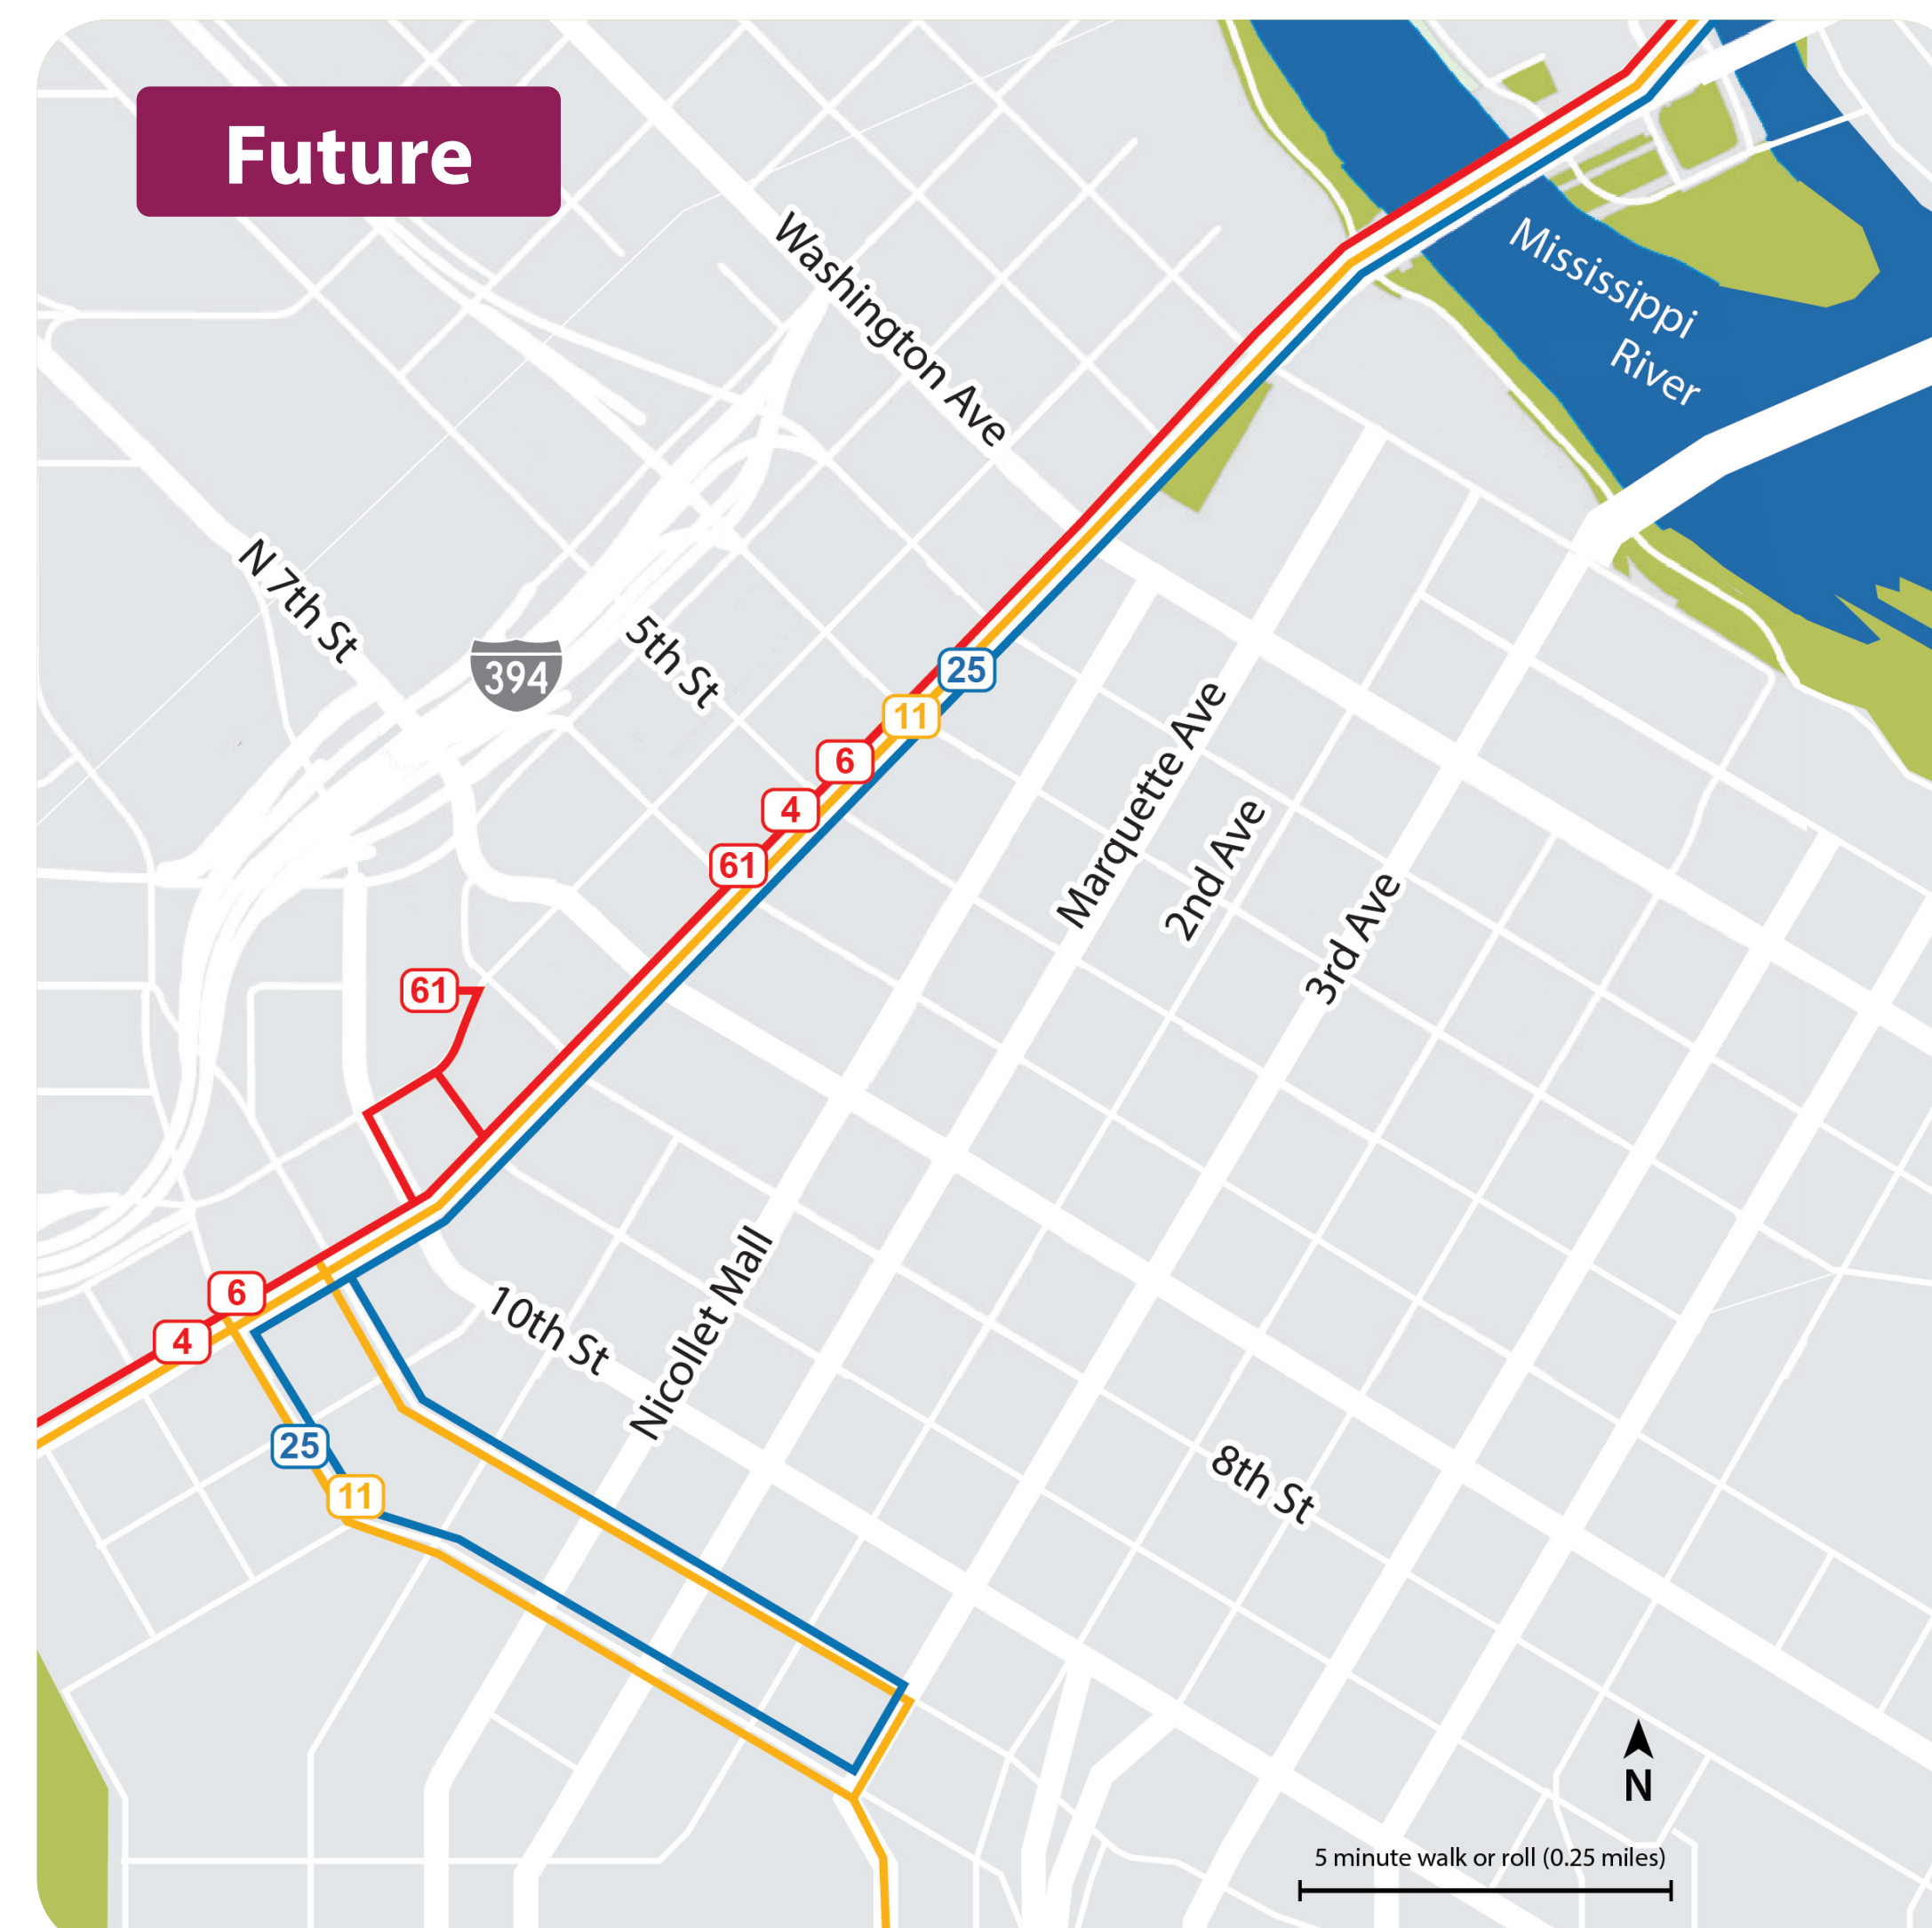 Future
Washington Ave
Mississippi
River
N 7th St
394
5th St
25
11
6
4
61
Marquette Ave
2nd Ave
3rd Ave
61
6
4
10th St
Nicollet Mall
25
11
8th St
N
5 minute walk or roll (0.25 miles)